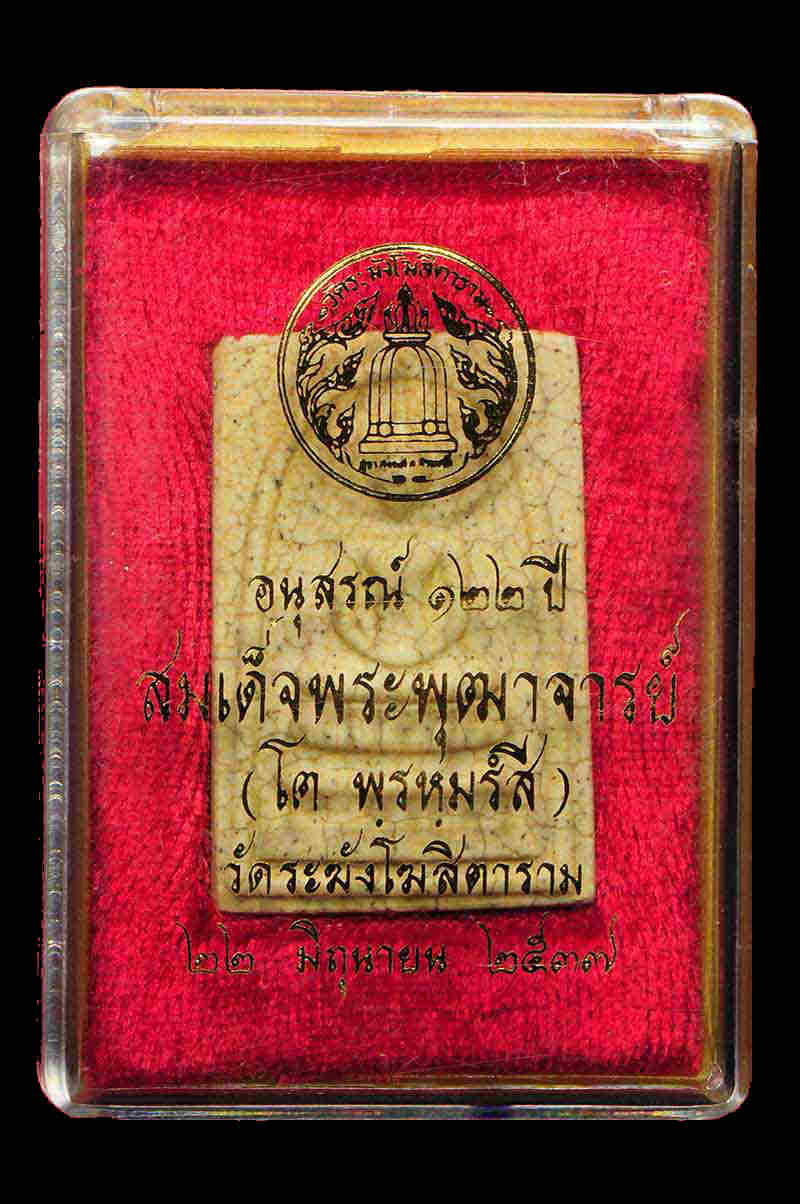 วัดระฆังโฆสิตาราม
อนุสรณ์ ๑๒๒ ปี
สมเด็จพระพุฒาจารย์
(โต พฺรหฺมรํสี)
วัดระฆังโฆสิตาราม
๒๒ มิถุนายน ๒๕๓๗